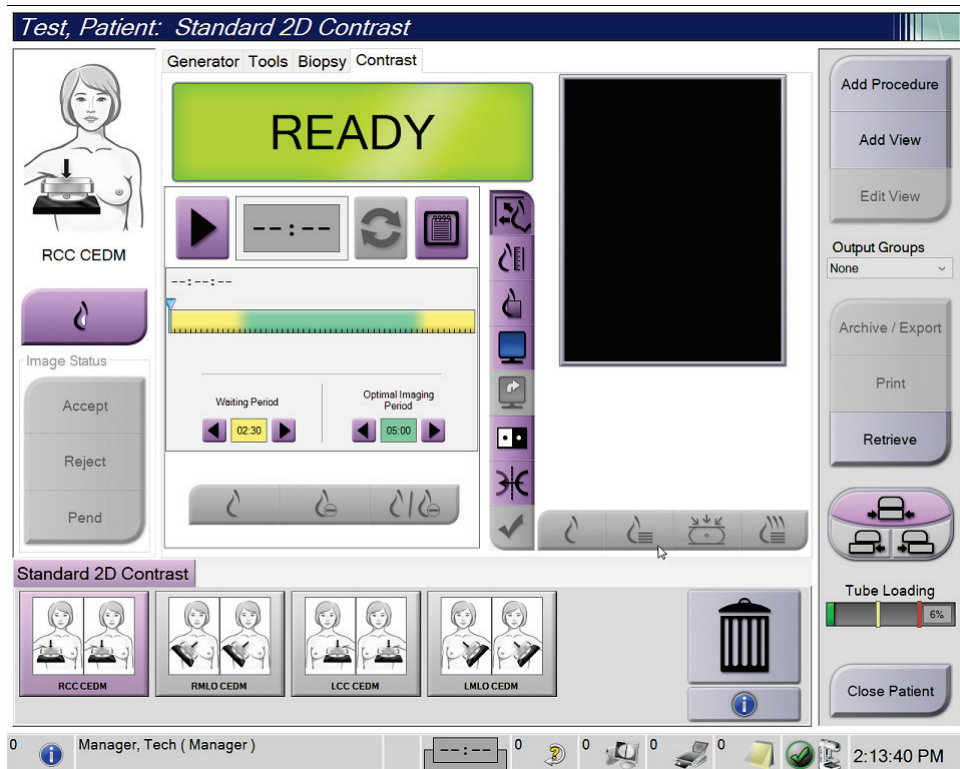 Test, Patient:  Standard 2D Contrast
Generator Tools Biopsy Contrast
READY
RCC CEDM
--:--
--:--:--
Waiting Period
02:30
Optimal Imaging
Period
05:00
Image Status
Accept
Reject
Pend
Add Procedure
Add View
Edit View
Output Groups
None
Archive / Export
Print
Retrieve
Tube Loading
6%
Close Patient
Standard 2D Contrast
RCC CEDM
RMLO CEDM
LCC CEDM
LMLO CEDM
0 Manager, Tech ( Manager ) --:-- 0 0 0 0 2:13:40 PM